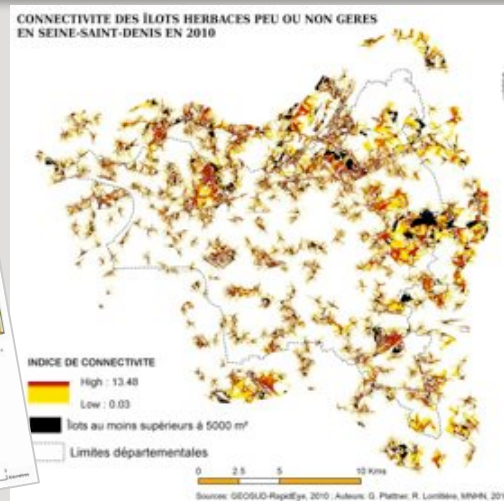 CONNECTIVITE DES ÎLOTS HERBACES PEU OU NON GERES
EN SEINE-SAINT-DENIS EN 2010
INDICE DE CONNECTIVITE
High : 13.48
Low : 0.03
Îlots au moins supérieurs à 5000 m²
Limites départementales
0 2.5 5 10 Kms
Sources: GEOSUD-RapidEye, 2010 ; Auteurs: G. Plattner, R. MNHN,